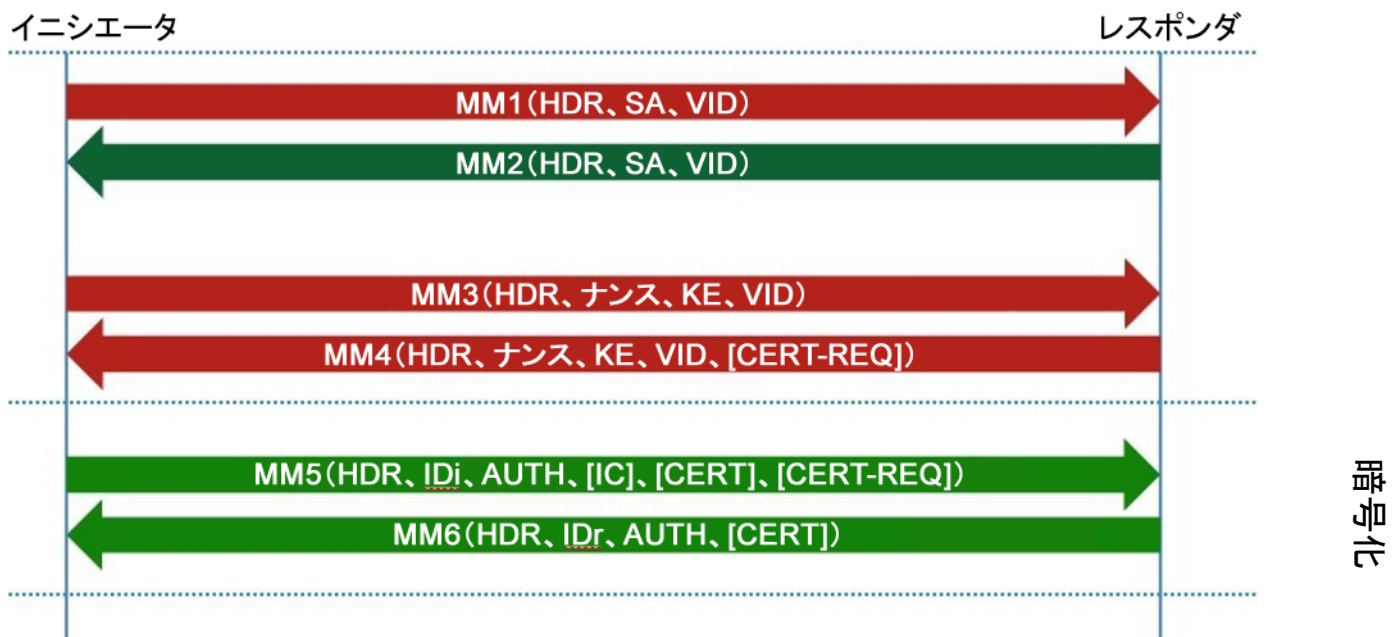 イニシエータ
レスポンダ
MM1(HDR、SA、VID)
MM2(HDR、SA、VID)
MM3(HDR、ナンス、KE、VID)
MM4(HDR、ナンス、KE、VID、[CERT-REQ])
MM5(HDR、IDi、AUTH、[IC]、[CERT]、[CERT-REQ])
MM6(HDR、IDr、AUTH、[CERT])
暗号化